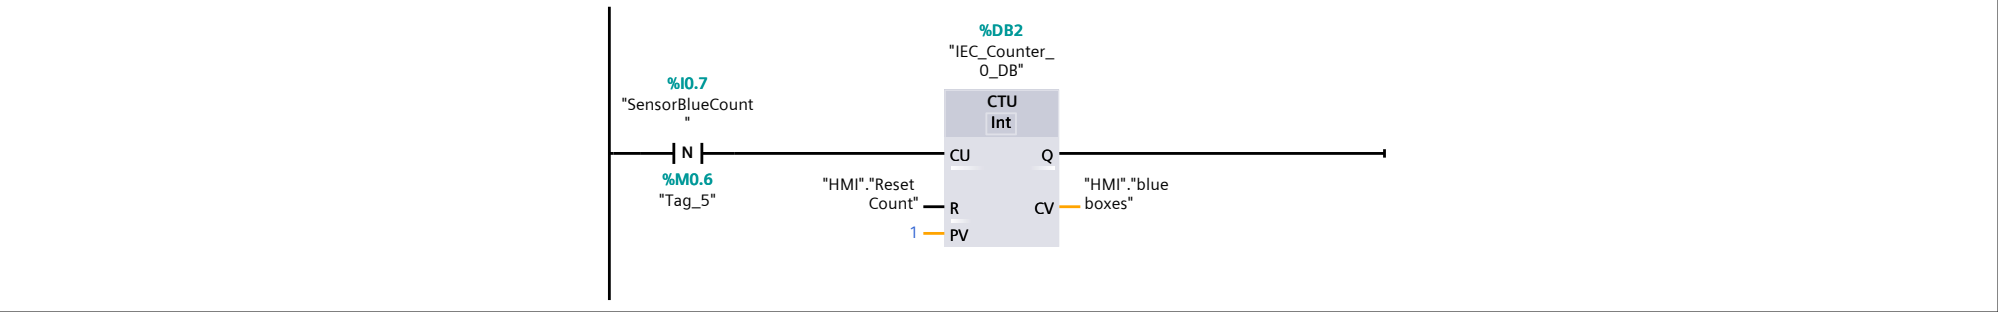 %DB2
"IEC_Counter_
0_DB"
%I0.7
"SensorBlueCount
"
CTU
Int
N
CU
Q
%M0.6
"Tag_5"
"HMI"."Reset
Count"
R
CV
"HMI"."blue
boxes"
1
PV